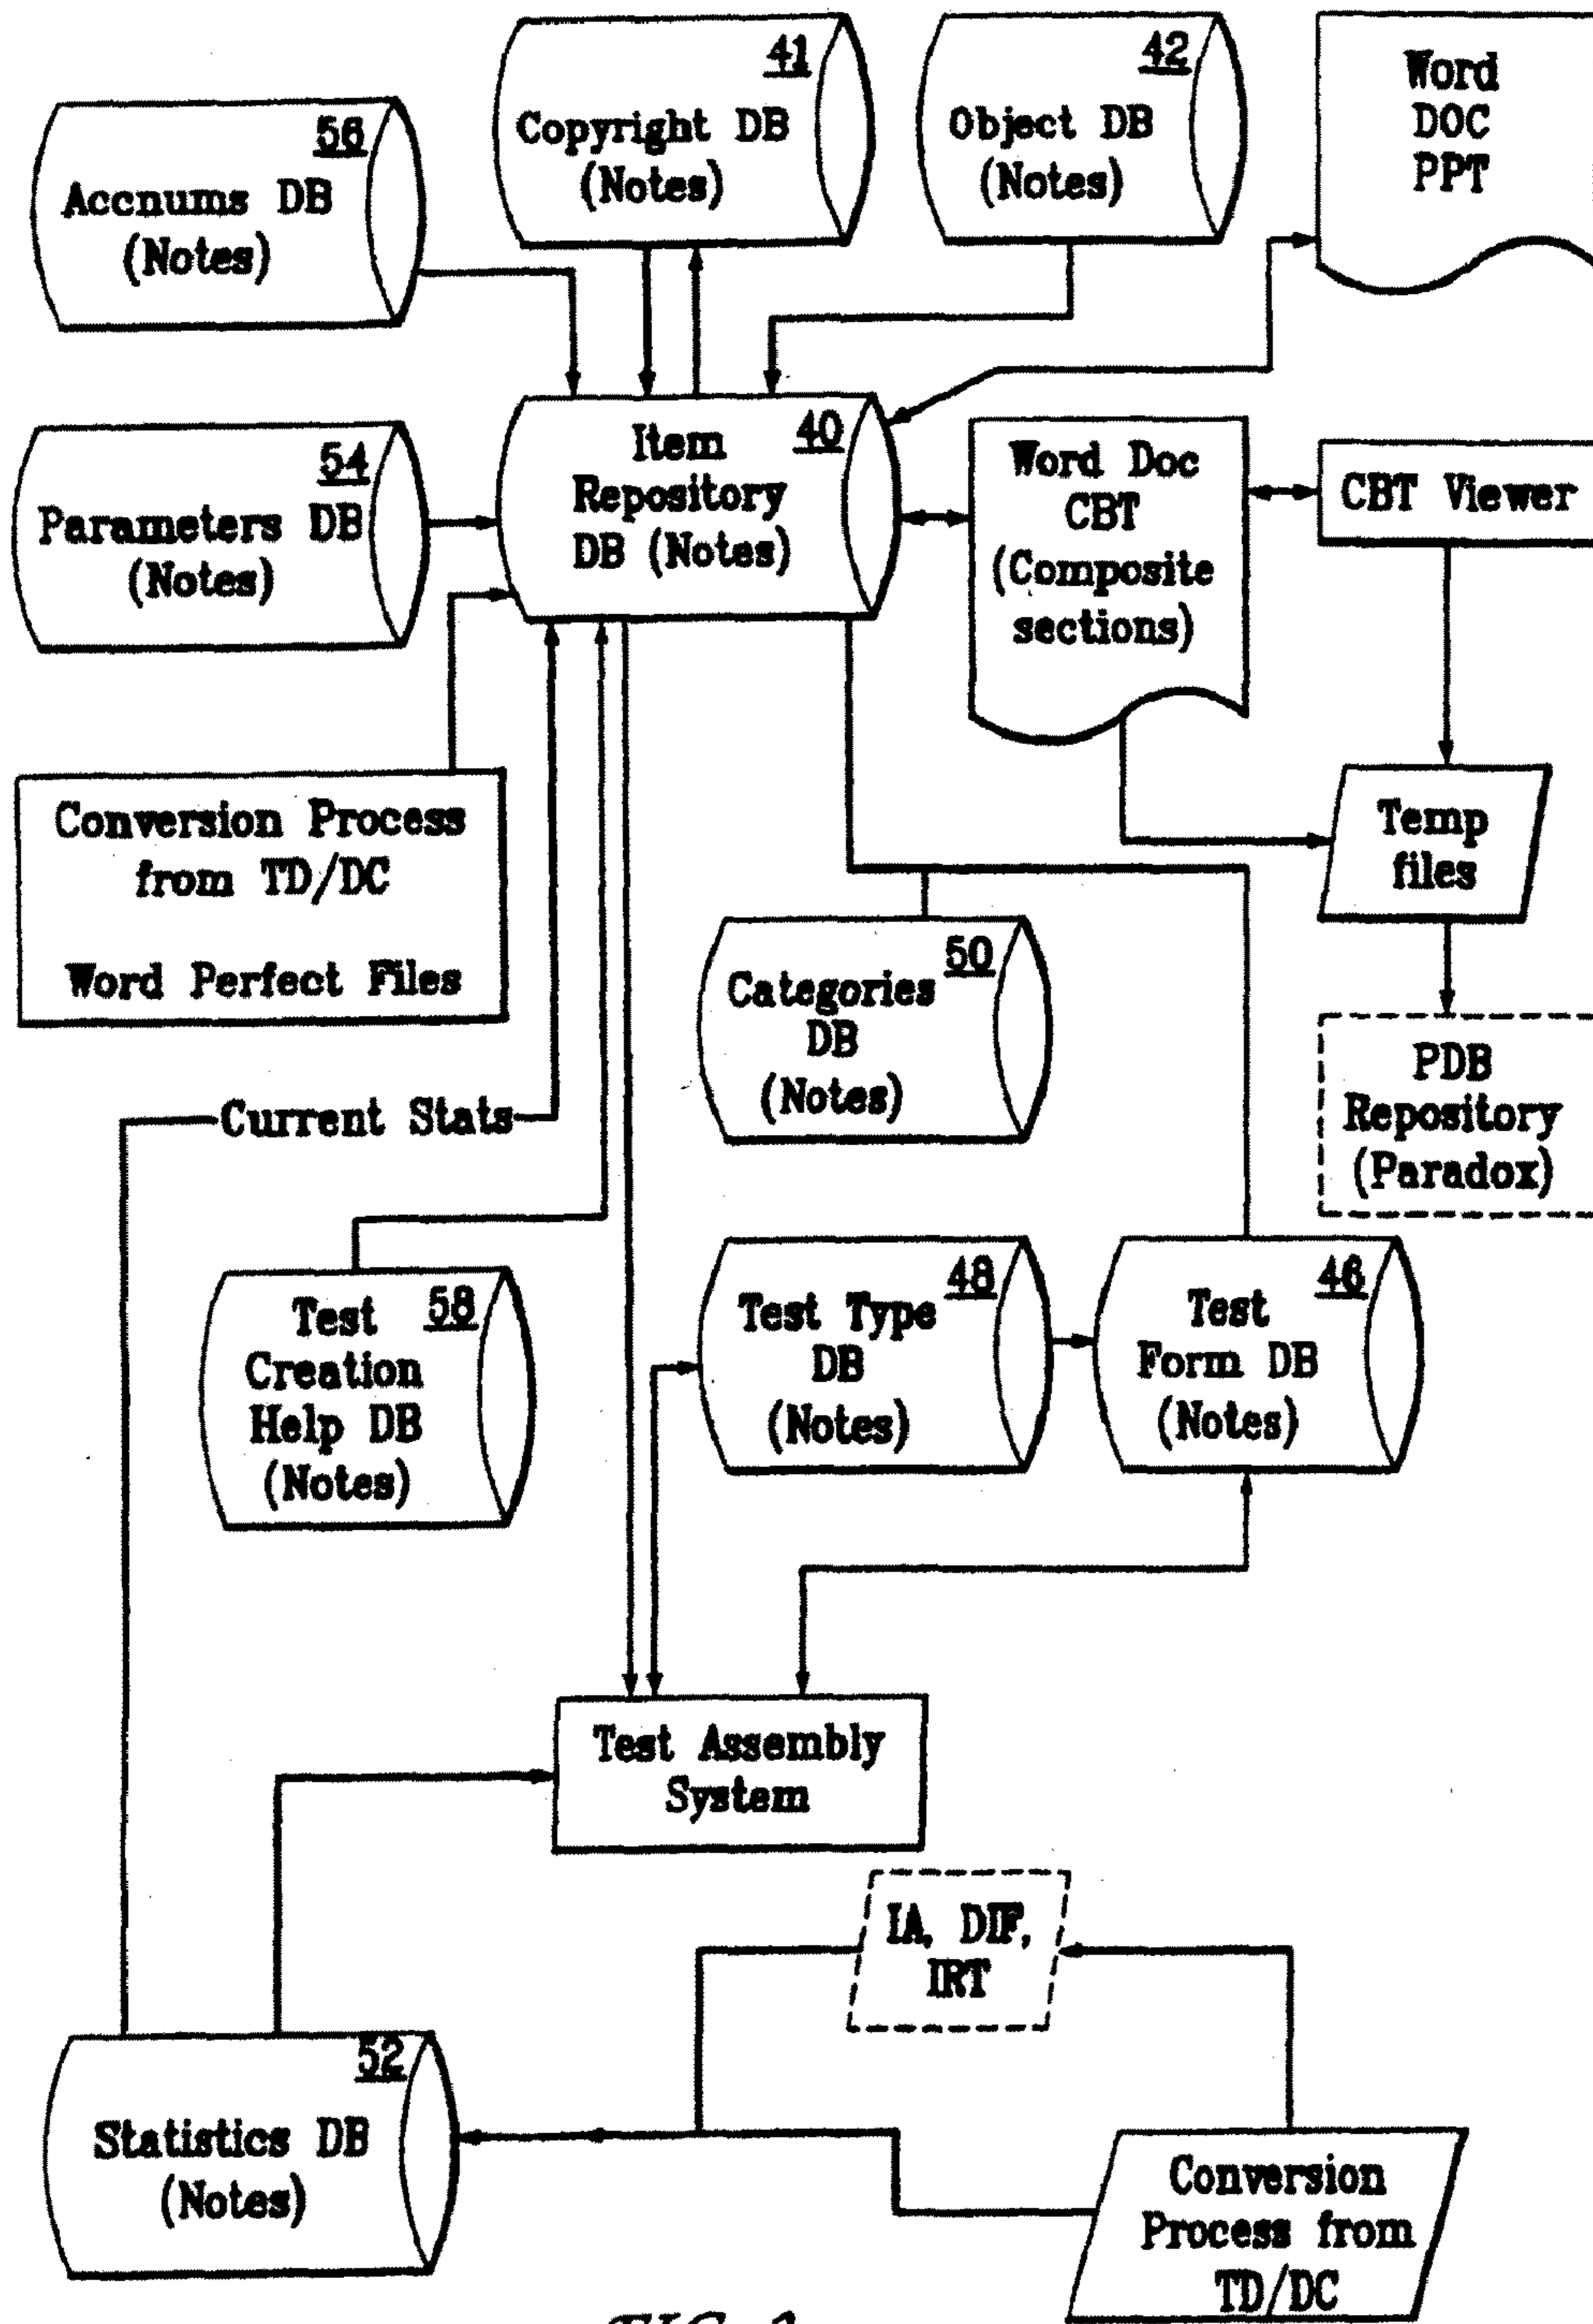 41
Copyright DB
(Notes)
42
Object DB
(Notes)
Word
DOC
PPT
56
Accnums DB
(Notes)
54
Parameters DB
(Notes)
Item
40
Repository
DB (Notes)
Word Doc
CBT
(Composite
sections)
CBT Viewer
Conversion Process
from TD/DC
Word Perfect Files
Temp
files
50
Categories
DB
(Notes)
PDB
Repository
(Paradox)
Current Stats
58
Test
Creation
Help DB
(Notes)
48
Test Type
DB
(Notes)
46
Test
Form DB
(Notes)
Test Assembly
System
IA, DIF,
IRT
52
Statistics DB
(Notes)
Conversion
Process from
TD/DC